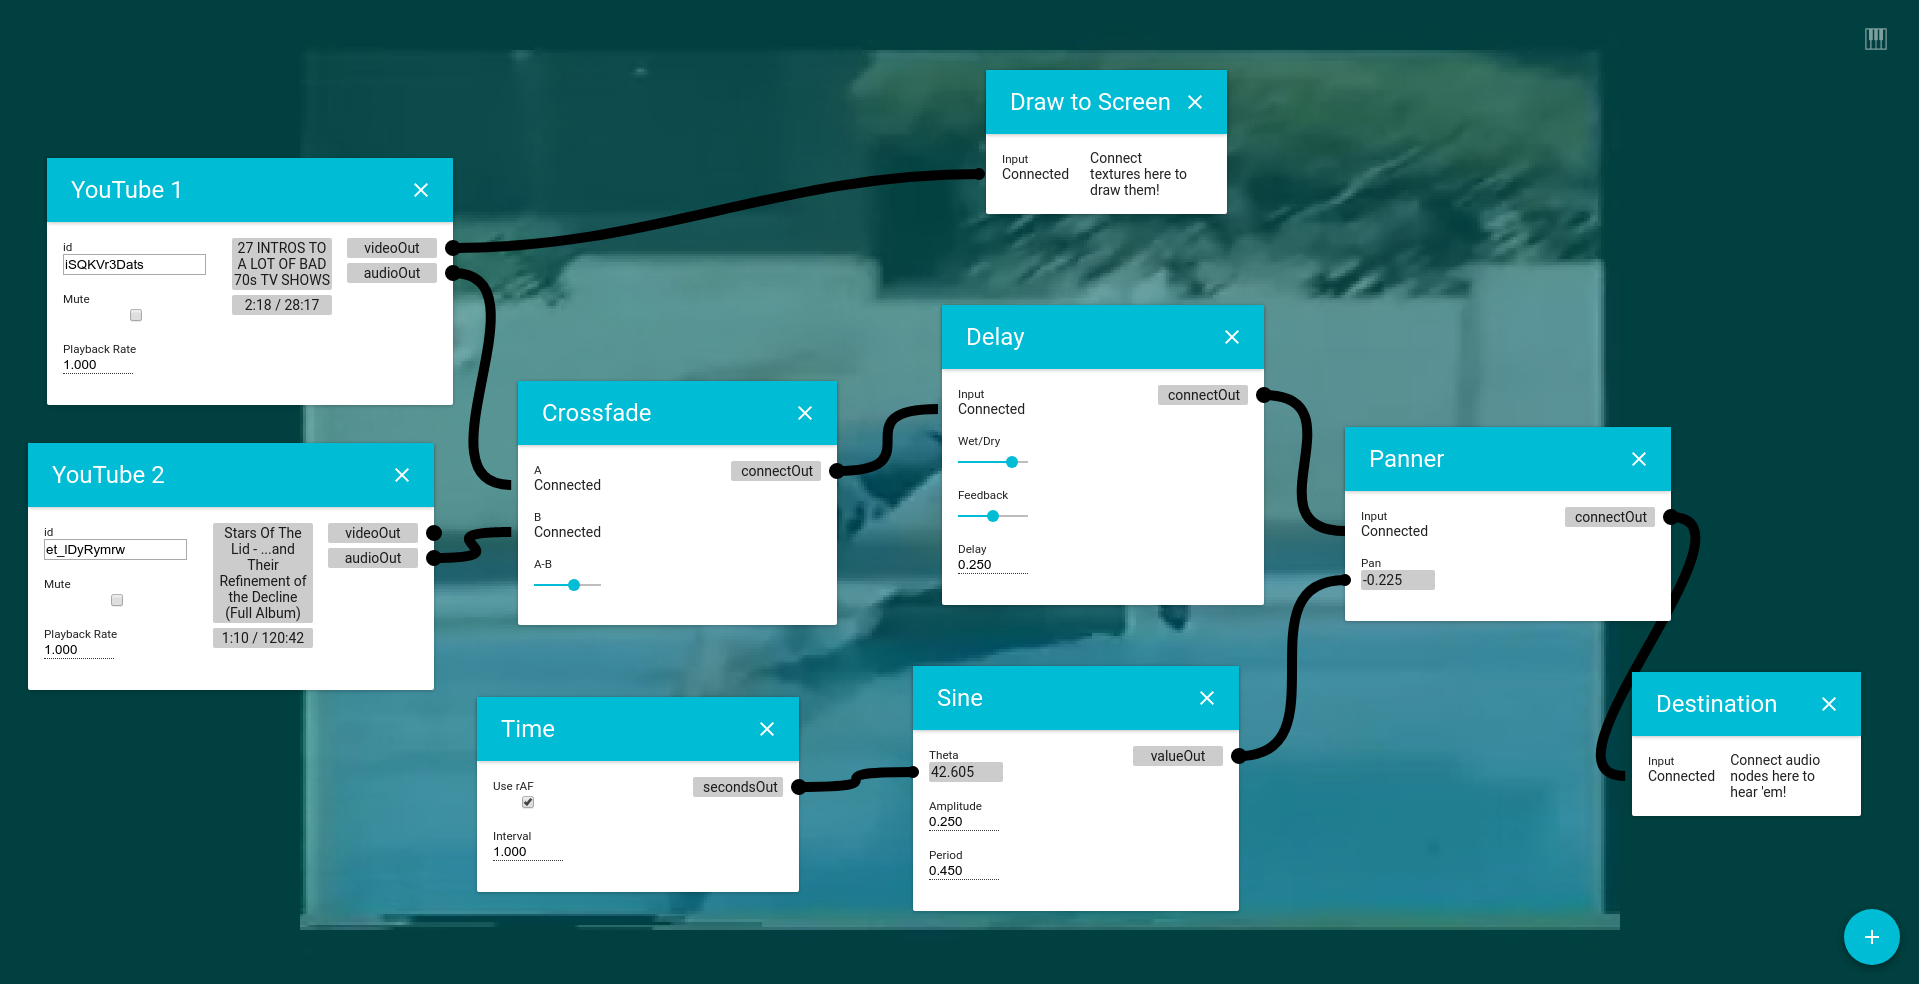 Draw to Screen
Input
Connected
Connect
textures here to
draw them!
YouTube 1
id
iSQKVr3Dats
Mute
Playback Rate
1.000
27 INTROS TO
A LOT OF BAD
70s TV SHOWS
2:18 / 28:17
videoOut
audioOut
YouTube 2
id
et_lDyRymrw
Mute
Playback Rate
1.000
Stars Of The
Lid - ...and
Their
Refinement of
the Decline
(Full Album)
1:10 / 120:42
videoOut
audioOut
Crossfade
A
Connected
B
Connected
A-B
connectOut
Delay
Input
Connected
Wet/Dry
Feedback
Delay
0.250
connectOut
Panner
Input
Connected
Pan
-0.225
connectOut
Time
Use rAF
Interval
1.000
secondsOut
Sine
Theta
42.605
Amplitude
0.250
Period
0.450
valueOut
Destination
Input
Connected
Connect audio
nodes here to
hear 'em!